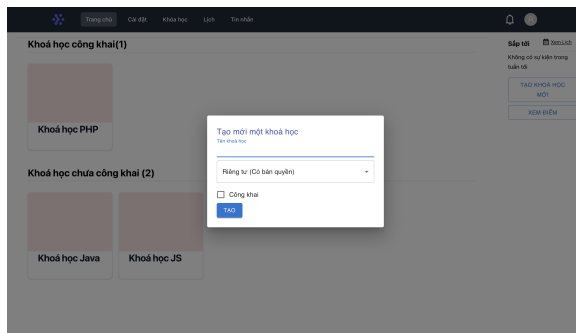 Trang chủ Cài đặt Khóa học Lịch Tin nhắn
Khoá học công khai(1)
Khoá học PHP
Khoá học chưa công khai (2)
Khoá học Java Khoá học JS
Tạo mới một khoá học
Tên khoá học
Riêng tư (Có bản quyền)
Công khai
TẠO
Sắp tới Xem Lịch
Không có sự kiện trong
tuần tới
TẠO KHOÁ HỌC
MỚI
XEM ĐIỂM